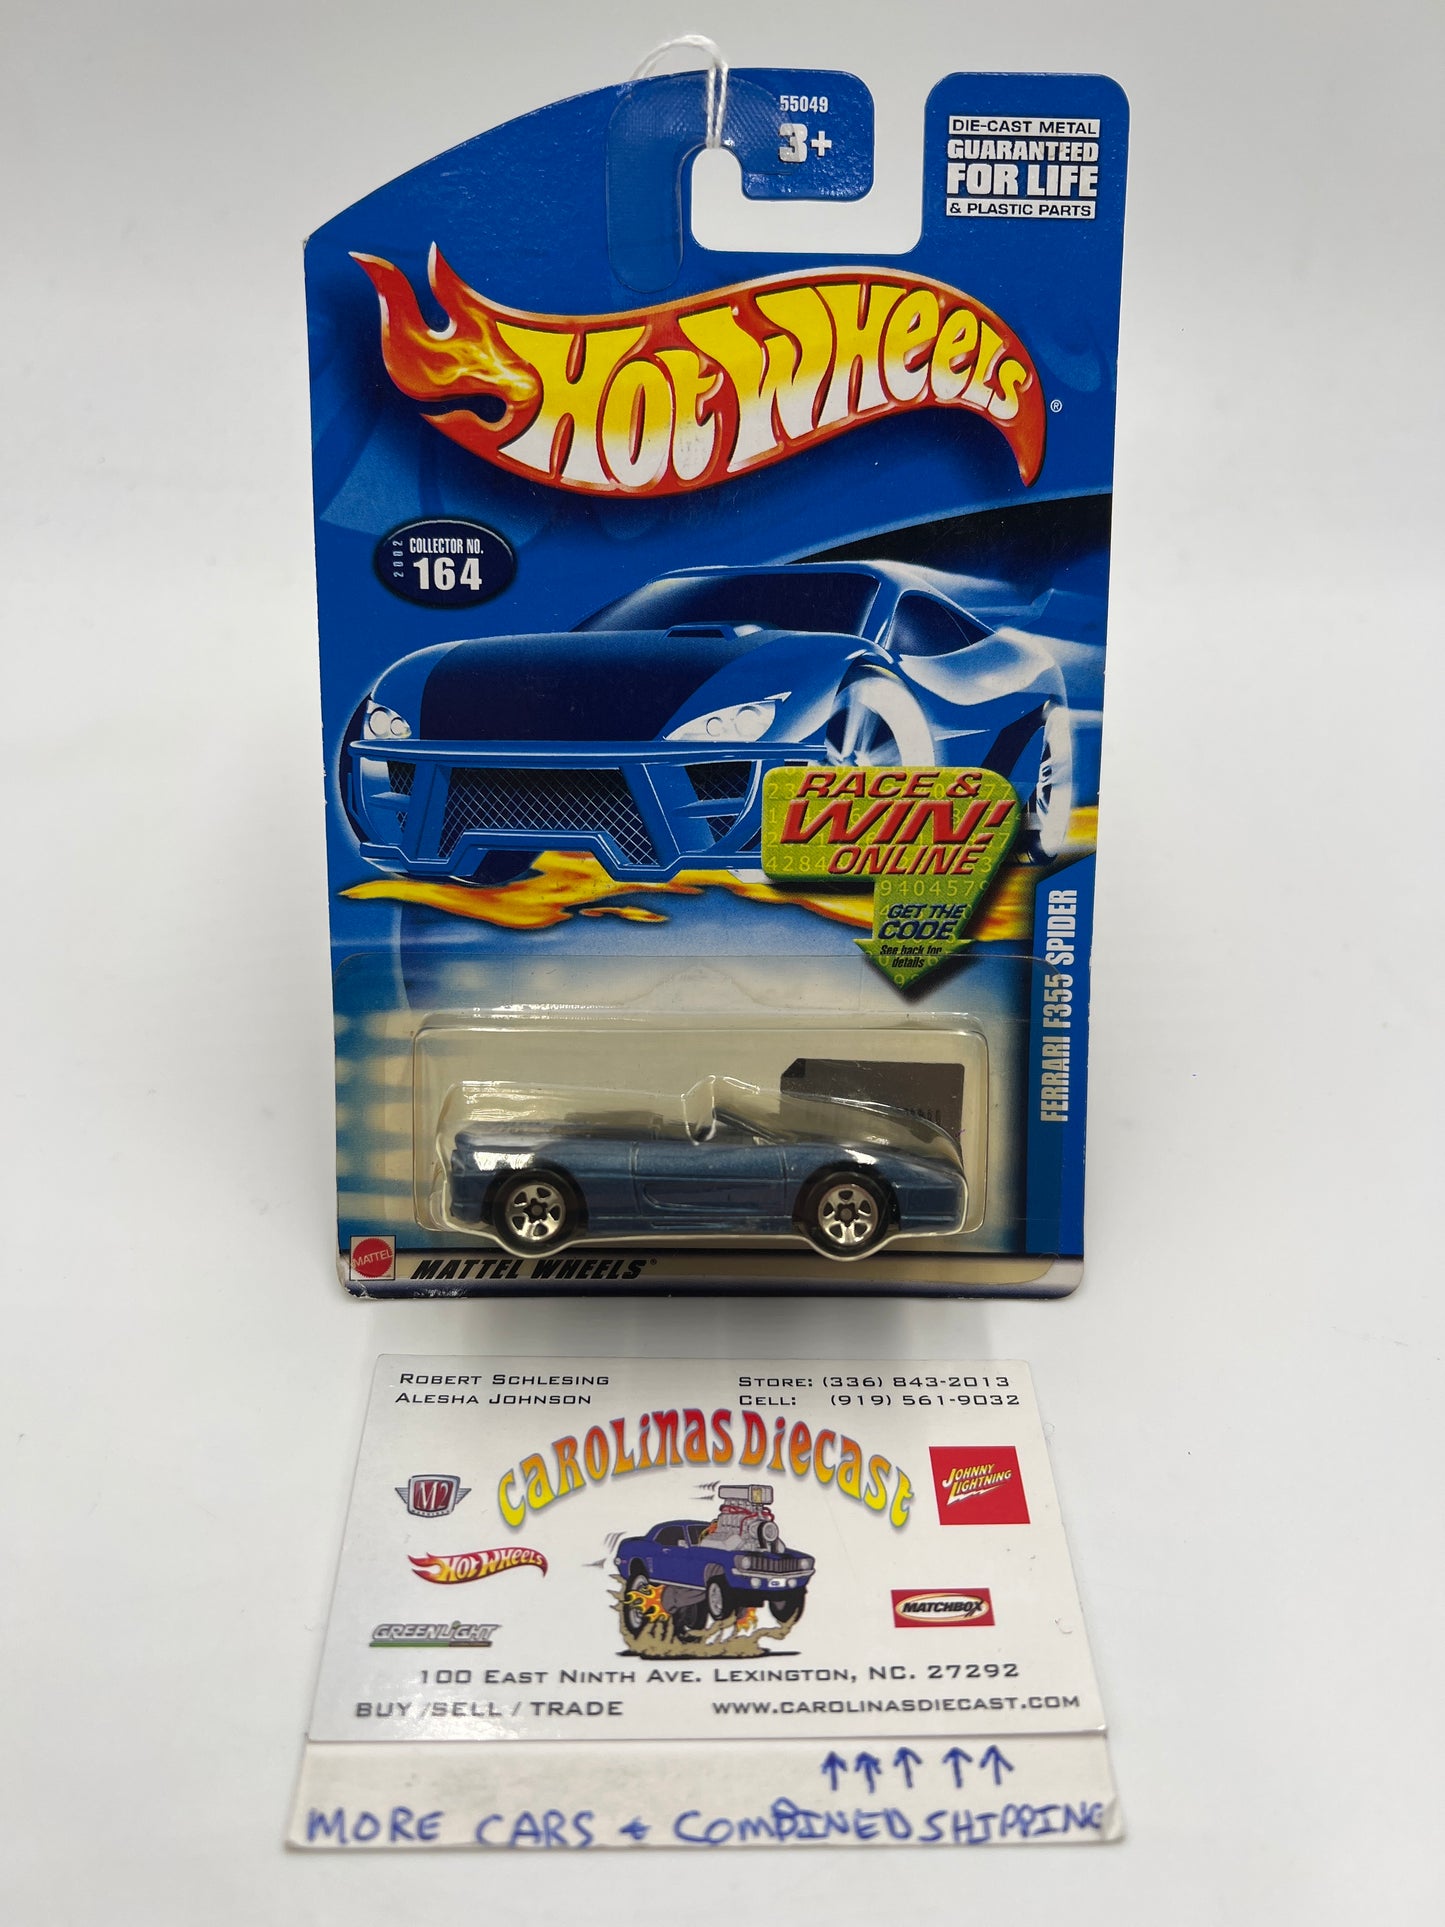 55049
3+
DIE-CAST METAL
GUARANTEED
FOR LIFE
& PLASTIC PARTS
HOT WHEELS
®
2002
COLLECTOR NO.
164
RACE &
WIN!
ONLINE
GET THE
CODE
See back for
details
FERRARI F355 SPIDER
MATTEL
MATTEL WHEELS
ROBERT SCHLESING
ALESHA JOHNSON
STORE: (336) 843-2013
CELL: (919) 561-9032
CAROLINAS DIECAST
M2
JOHNNY
LIGHTNING
HOT WHEELS
MATCHBOX
GREENLIGHT
100 EAST NINTH AVE. LEXINGTON, NC. 27292
BUY / SELL / TRADE
WWW.CAROLINASDIECAST.COM
MORE CARS & COMBINED SHIPPING